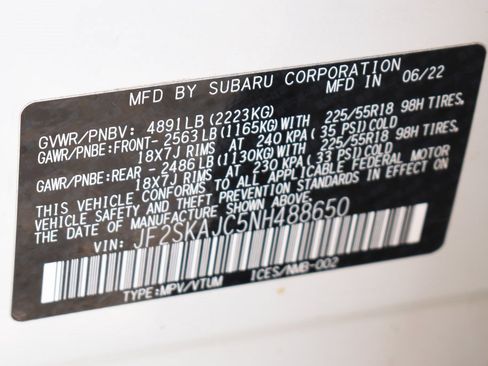 MFD BY SUBARU CORPORATION
MFD IN 06/22
GVWR/PNBV: 4891LB(2223KG)
GAWR/PNBE:FRONT-2563LB(1165KG)WITH 225/55R18 98H TIRES,
18X7J RIMS AT 240 KPA( 35 PSI)COLD
GAWR/PNBE:REAR -2486LB(1130KG)WITH 225/55R18 98H TIRES,
18X7J RIMS AT 230 KPA( 33 PSI)COLD
THIS VEHICLE CONFORMS TO ALL APPLICABLE FEDERAL MOTOR
VEHICLE SAFETY AND THEFT PREVENTION STANDARDS IN EFFECT ON
THIS DATE OF MANUFACTURE SHOWN ABOVE.
VIN: JF2SKAJC5NH488650
TYPE:MPV/VTUM ICES/NMB-002